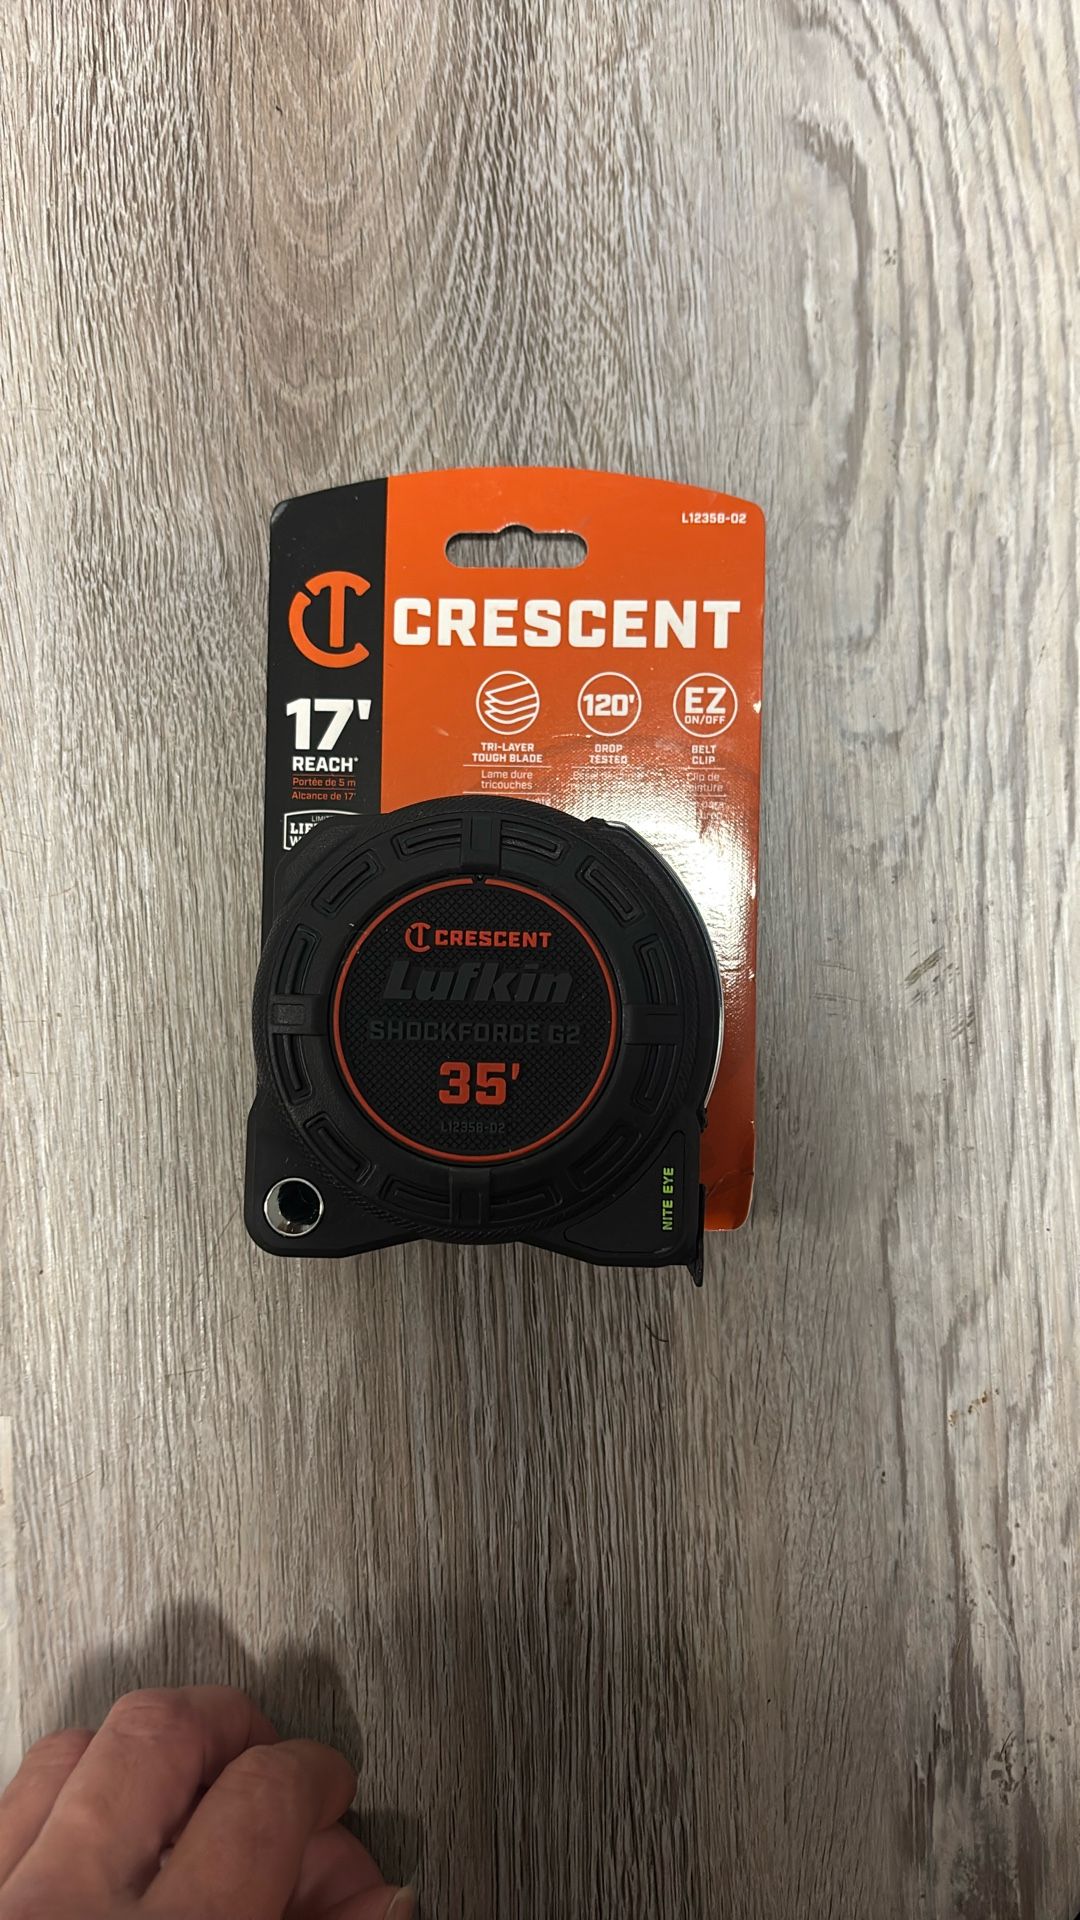 L1235B-02
CRESCENT
17'
REACH*
Portée de 5 m
Alcance de 17'
TRI-LAYER
TOUGH BLADE
Lame dure
tricouches
120'
DROP
TESTED
EZ
ON/OFF
BELT
CLIP
Clip de
CRESCENT
Lufkin
SHOCKFORCE G2
35'
L1235B-02
NITE EYE